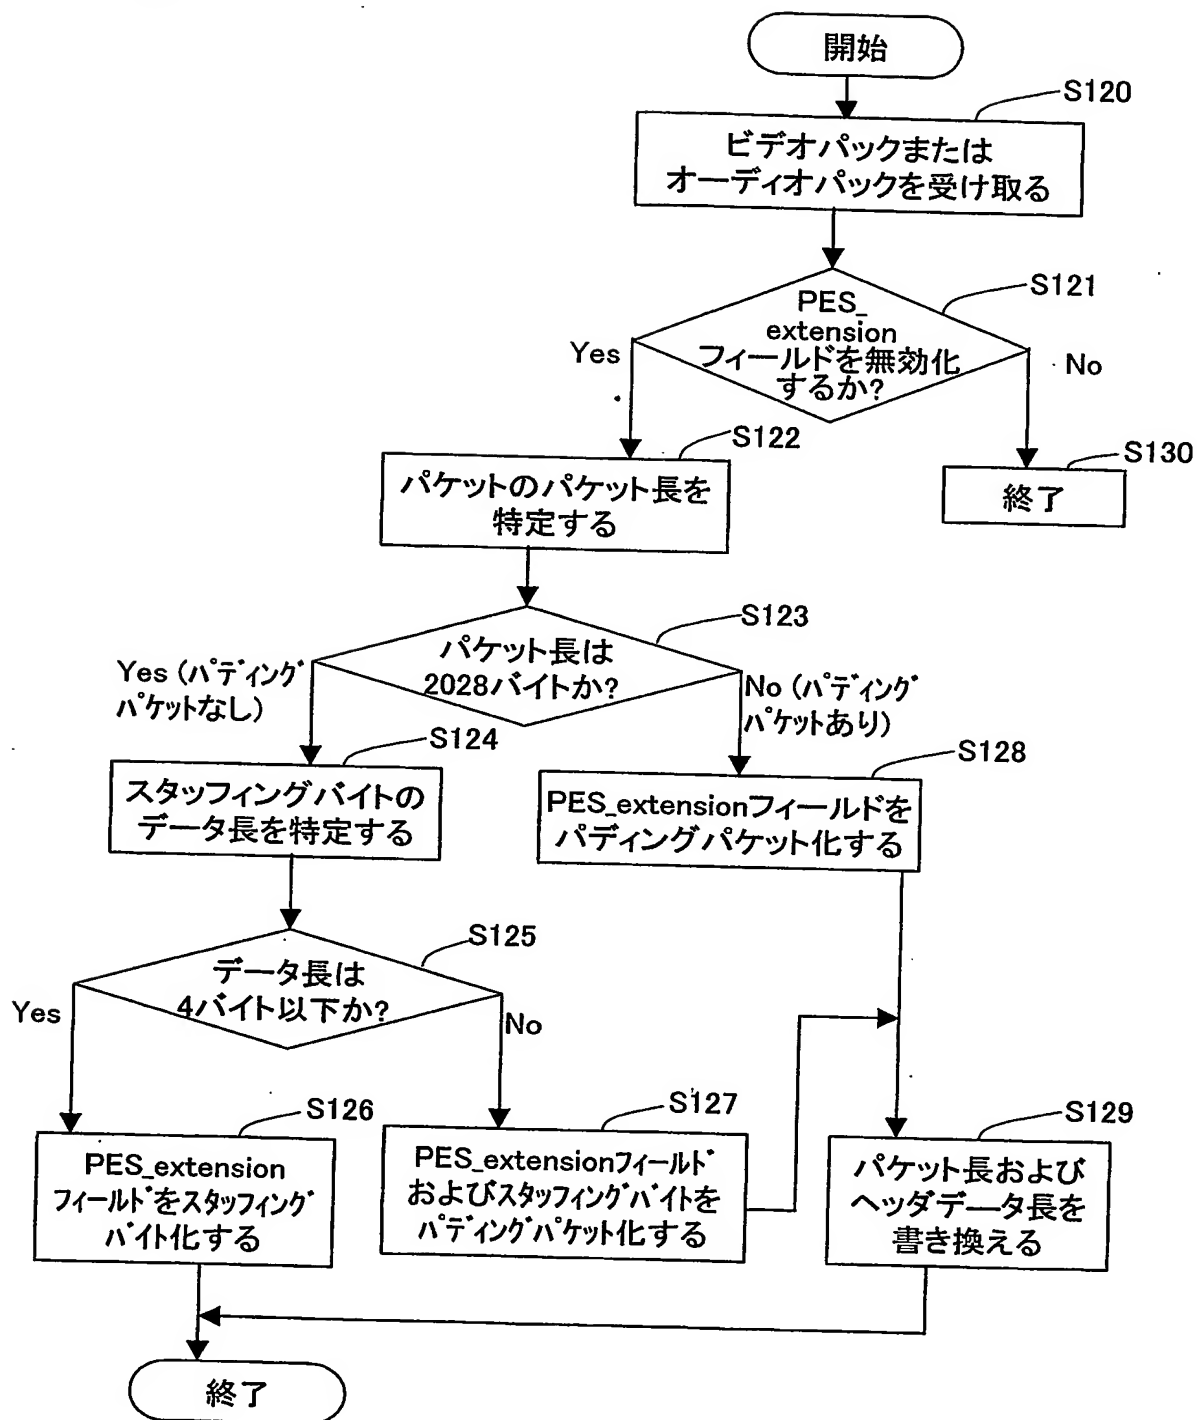 開始
S120
ビデオパックまたは
オーディオパックを受け取る
S121
PES_
extension
フィールドを無効化
するか?
Yes
No
S122
パケットのパケット長を
特定する
S130
終了
S123
パケット長は
2028バイトか?
Yes (パディング
パケットなし)
No (パディング
パケットあり)
S124
スタッフィングバイトの
データ長を特定する
S128
PES_extensionフィールドを
パディングパケット化する
S125
データ長は
4バイト以下か?
Yes
No
S126
PES_extension
フィールドをスタッフィング
バイト化する
S127
PES_extensionフィールド
およびスタッフィングバイトを
パディングパケット化する
S129
パケット長および
ヘッダデータ長を
書き換える
終了